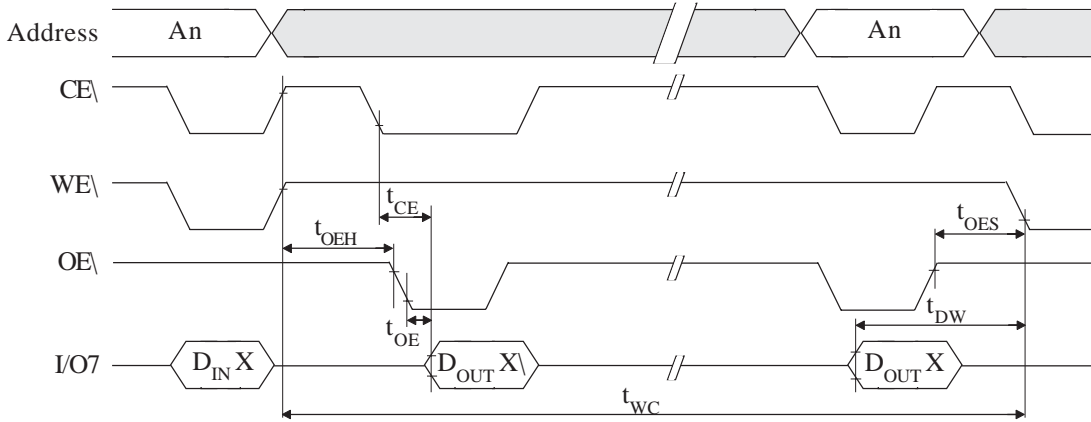 Address An An
CE\
WE\
tCE
tOES
tOEH
OE\
tDW
tOE
I/O7 DIN X DOUT X\ DOUT X
tWC